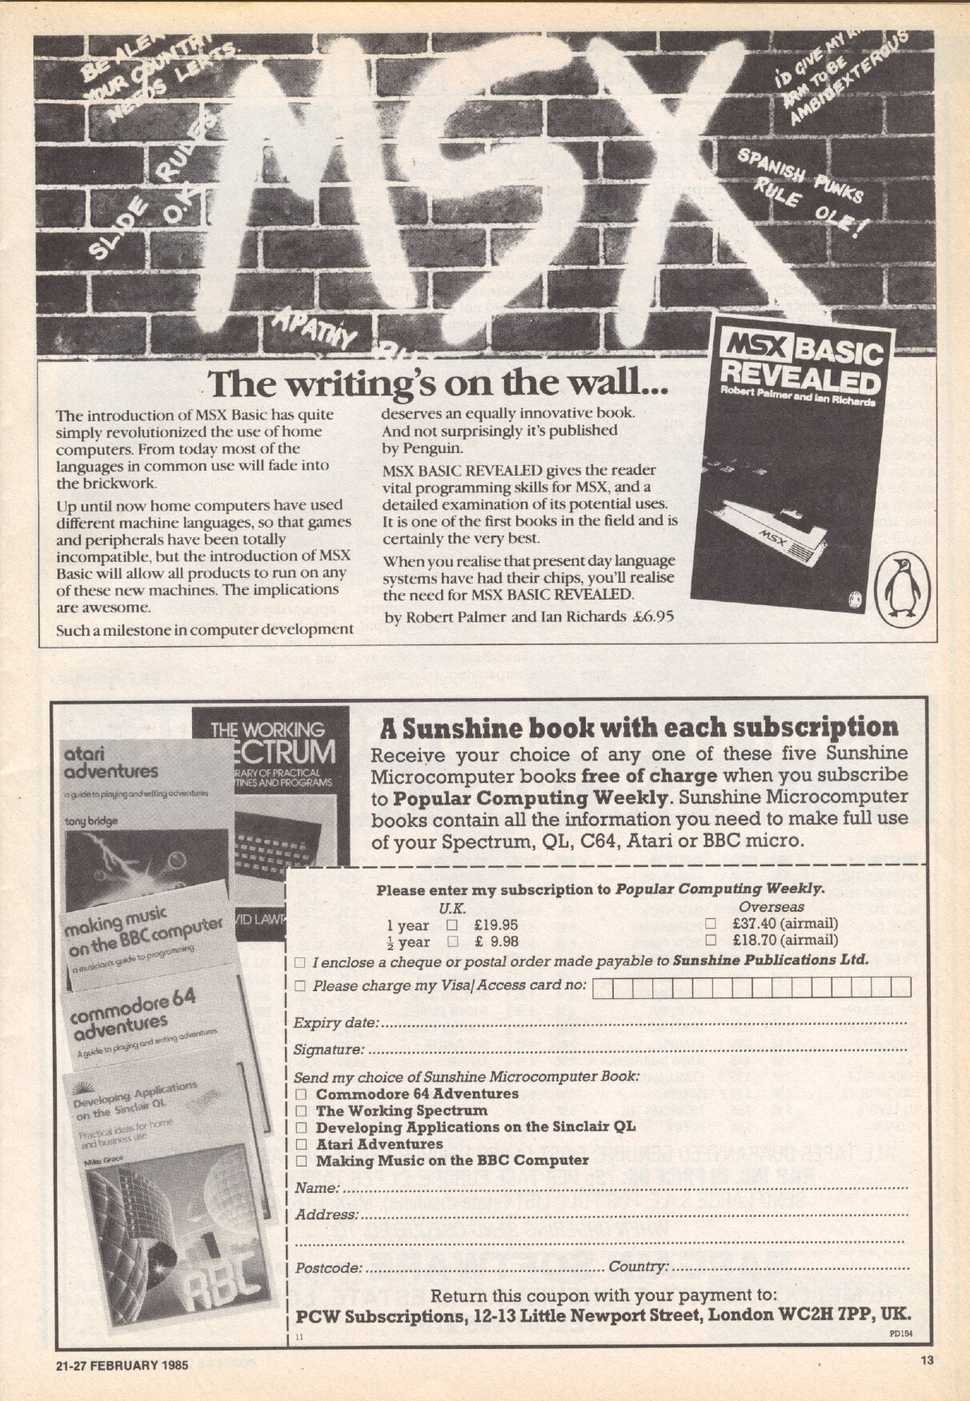 BE ALERT
YOUR COUNTRY
NEEDS LERTS.
SLIDE RULES
O.K.
MSX
I'D GIVE MY
ARM TO BE
AMBIDEXTEROUS
SPANISH PUNKS
RULE OLE!
APATHY
MSX BASIC
REVEALED
Robert Palmer and Ian Richards
MSX
The writing's on the wall...
The introduction of MSX Basic has quite
simply revolutionized the use of home
computers. From today most of the
languages in common use will fade into
the brickwork.
Up until now home computers have used
different machine languages, so that games
and peripherals have been totally
incompatible, but the introduction of MSX
Basic will allow all products to run on any
of these new machines. The implications
are awesome.
Such a milestone in computer development
deserves an equally innovative book.
And not surprisingly it's published
by Penguin.
MSX BASIC REVEALED gives the reader
vital programming skills for MSX, and a
detailed examination of its potential uses.
It is one of the first books in the field and is
certainly the very best.
When you realise that present day language
systems have had their chips, you'll realise
the need for MSX BASIC REVEALED.
by Robert Palmer and Ian Richards £6.95
atari
adventures
a guide to playing and writing adventures
tony bridge
THE WORKING
ECTRUM
RARY OF PRACTICAL
TINES AND PROGRAMS
VID LAWR
making music
on the BBC computer
a musician's guide to programming
commodore 64
adventures
A guide to playing and writing adventures
Developing Applications
on the Sinclair QL
Practical ideas for home
and business use
Mike Grace
A Sunshine book with each subscription
Receive your choice of any one of these five Sunshine
Microcomputer books free of charge when you subscribe
to Popular Computing Weekly. Sunshine Microcomputer
books contain all the information you need to make full use
of your Spectrum, QL, C64, Atari or BBC micro.
Please enter my subscription to Popular Computing Weekly.
U.K. Overseas
1 year □ £19.95 □ £37.40 (airmail)
½ year □ £ 9.98 □ £18.70 (airmail)
□ I enclose a cheque or postal order made payable to Sunshine Publications Ltd.
□ Please charge my Visa/Access card no:
Expiry date:
Signature:
Send my choice of Sunshine Microcomputer Book:
□ Commodore 64 Adventures
□ The Working Spectrum
□ Developing Applications on the Sinclair QL
□ Atari Adventures
□ Making Music on the BBC Computer
Name:
Address:
Postcode: Country:
Return this coupon with your payment to:
PCW Subscriptions, 12-13 Little Newport Street, London WC2H 7PP, UK.
11 PD154
21-27 FEBRUARY 1985 13